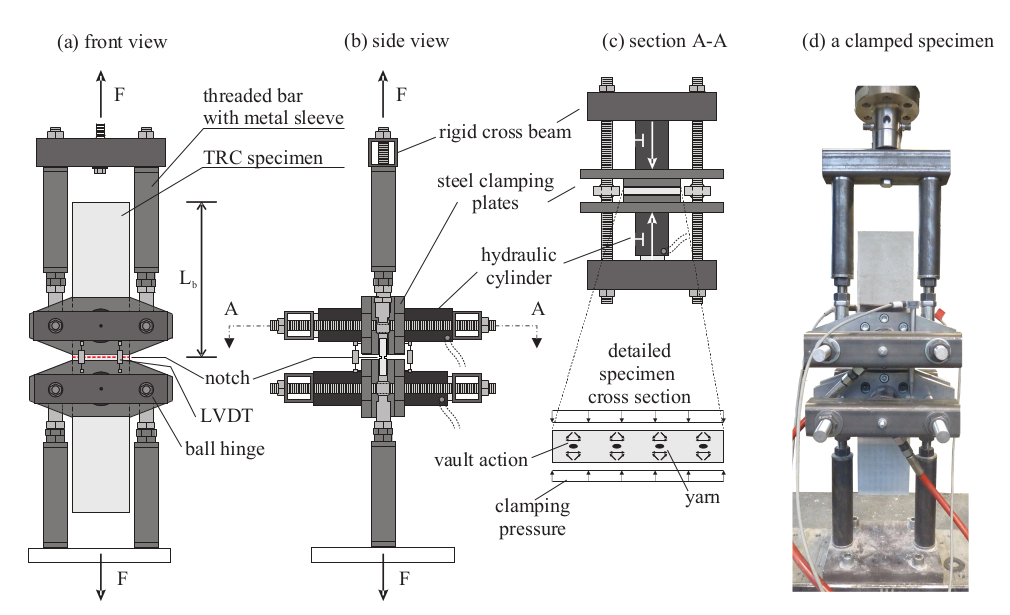 (a) front view
(b) side view
(c) section A-A
(d) a clamped specimen
F
F
threaded bar
with metal sleeve
TRC specimen
rigid cross beam
steel clamping
plates
hydraulic
cylinder
L_b
A
A
notch
LVDT
ball hinge
detailed
specimen
cross section
vault action
yarn
clamping
pressure
F
F